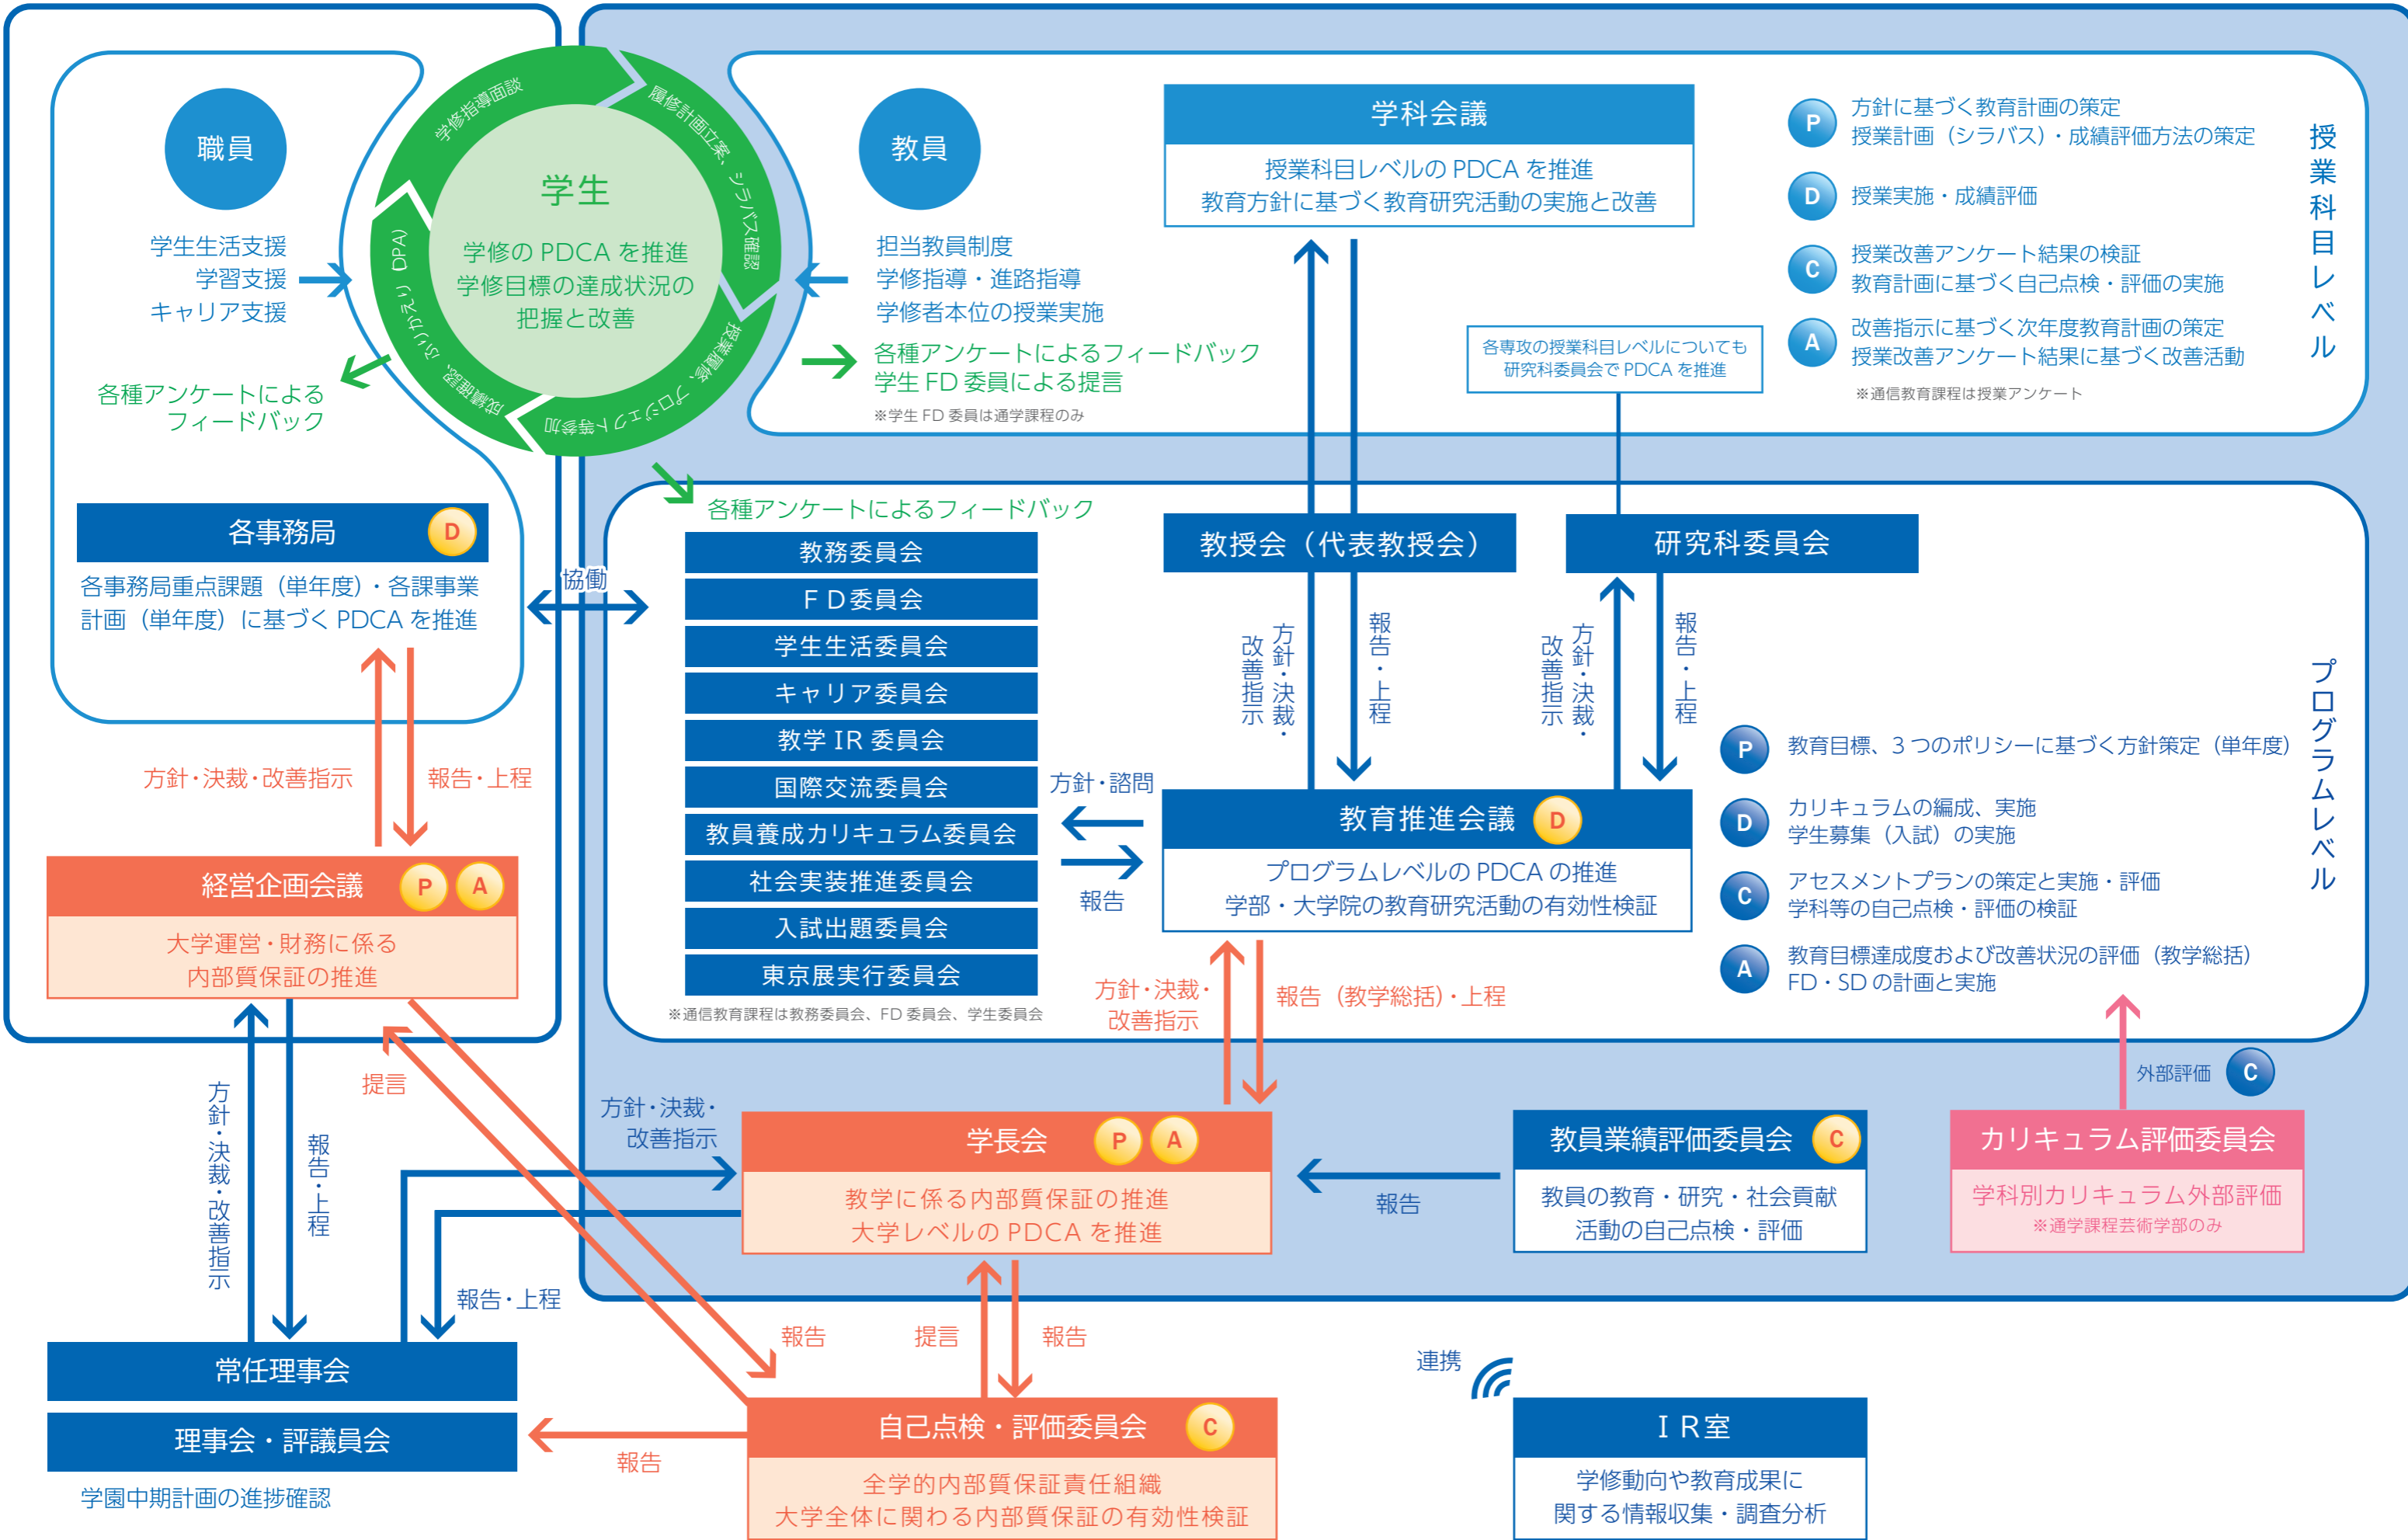 職員
学生生活支援
学習支援
キャリア支援
各種アンケートによる
フィードバック
学修指導面談
履修計画立案、シラバス確認
授業履修、プロジェクト等参加
成績確認、ふりかえり(DPA)
学生
学修の PDCA を推進
学修目標の達成状況の
把握と改善
教員
担当教員制度
学修指導・進路指導
学修者本位の授業実施
各種アンケートによるフィードバック
学生 FD 委員による提言
※学生 FD 委員は通学課程のみ
学科会議
授業科目レベルの PDCA を推進
教育方針に基づく教育研究活動の実施と改善
各専攻の授業科目レベルについても
研究科委員会で PDCA を推進
P
方針に基づく教育計画の策定
授業計画（シラバス）・成績評価方法の策定
D
授業実施・成績評価
C
授業改善アンケート結果の検証
教育計画に基づく自己点検・評価の実施
A
改善指示に基づく次年度教育計画の策定
授業改善アンケート結果に基づく改善活動
※通信教育課程は授業アンケート
授業科目レベル
各事務局
D
各事務局重点課題（単年度）・各課事業
計画（単年度）に基づく PDCA を推進
協働
方針・決裁・改善指示
報告・上程
経営企画会議
P
A
大学運営・財務に係る
内部質保証の推進
各種アンケートによるフィードバック
教務委員会
ＦＤ委員会
学生生活委員会
キャリア委員会
教学 IR 委員会
国際交流委員会
教員養成カリキュラム委員会
社会実装推進委員会
入試出題委員会
東京展実行委員会
※通信教育課程は教務委員会、FD 委員会、学生委員会
方針・諮問
報告
教授会（代表教授会）
研究科委員会
方針・決裁・
改善指示
報告・上程
方針・決裁・
改善指示
報告・上程
教育推進会議
D
プログラムレベルの PDCA の推進
学部・大学院の教育研究活動の有効性検証
P
教育目標、3 つのポリシーに基づく方針策定（単年度）
D
カリキュラムの編成、実施
学生募集（入試）の実施
C
アセスメントプランの策定と実施・評価
学科等の自己点検・評価の検証
A
教育目標達成度および改善状況の評価（教学総括）
FD・SD の計画と実施
プログラムレベル
方針・決裁・
改善指示
報告（教学総括）・上程
外部評価
C
提言
方針・決裁・改善指示
報告・上程
方針・決裁・
改善指示
報告・上程
学長会
P
A
教学に係る内部質保証の推進
大学レベルの PDCA を推進
報告
教員業績評価委員会
C
教員の教育・研究・社会貢献
活動の自己点検・評価
カリキュラム評価委員会
学科別カリキュラム外部評価
※通学課程芸術学部のみ
報告
提言
報告
常任理事会
理事会・評議員会
学園中期計画の進捗確認
報告
自己点検・評価委員会
C
全学的内部質保証責任組織
大学全体に関わる内部質保証の有効性検証
連携
ＩＲ室
学修動向や教育成果に
関する情報収集・調査分析